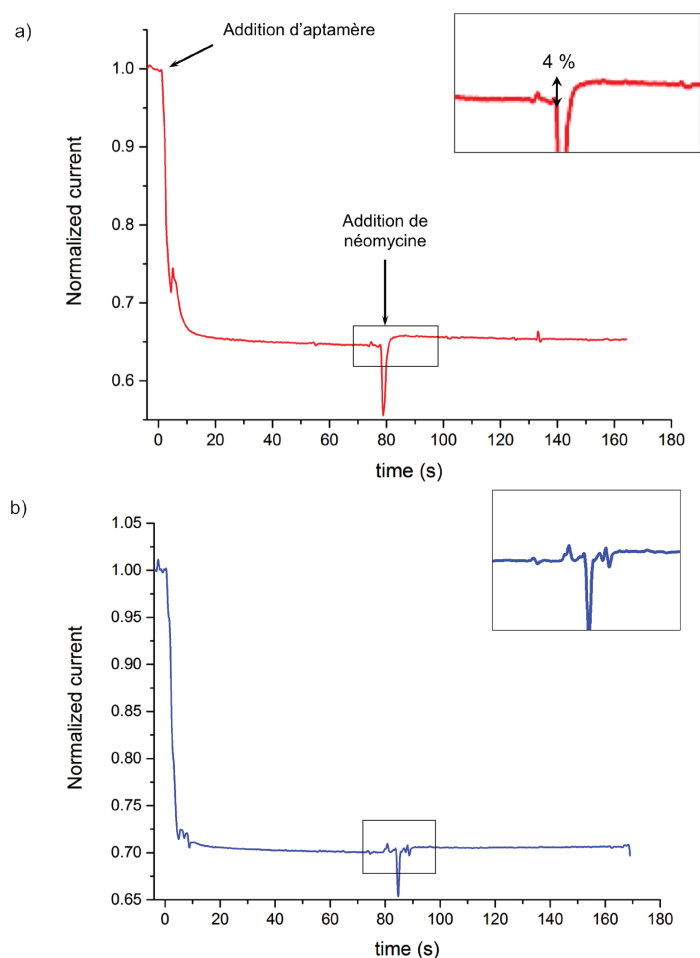 a)
Addition d'aptamère
4 %
1.0
0.9
0.8
0.7
0.6
Normalized current
Addition de
néomycine
0 20 40 60 80 100 120 140 160 180
time (s)
b)
1.05
1.00
0.95
0.90
0.85
0.80
0.75
0.70
0.65
Normalized current
0 20 40 60 80 100 120 140 160 180
time (s)